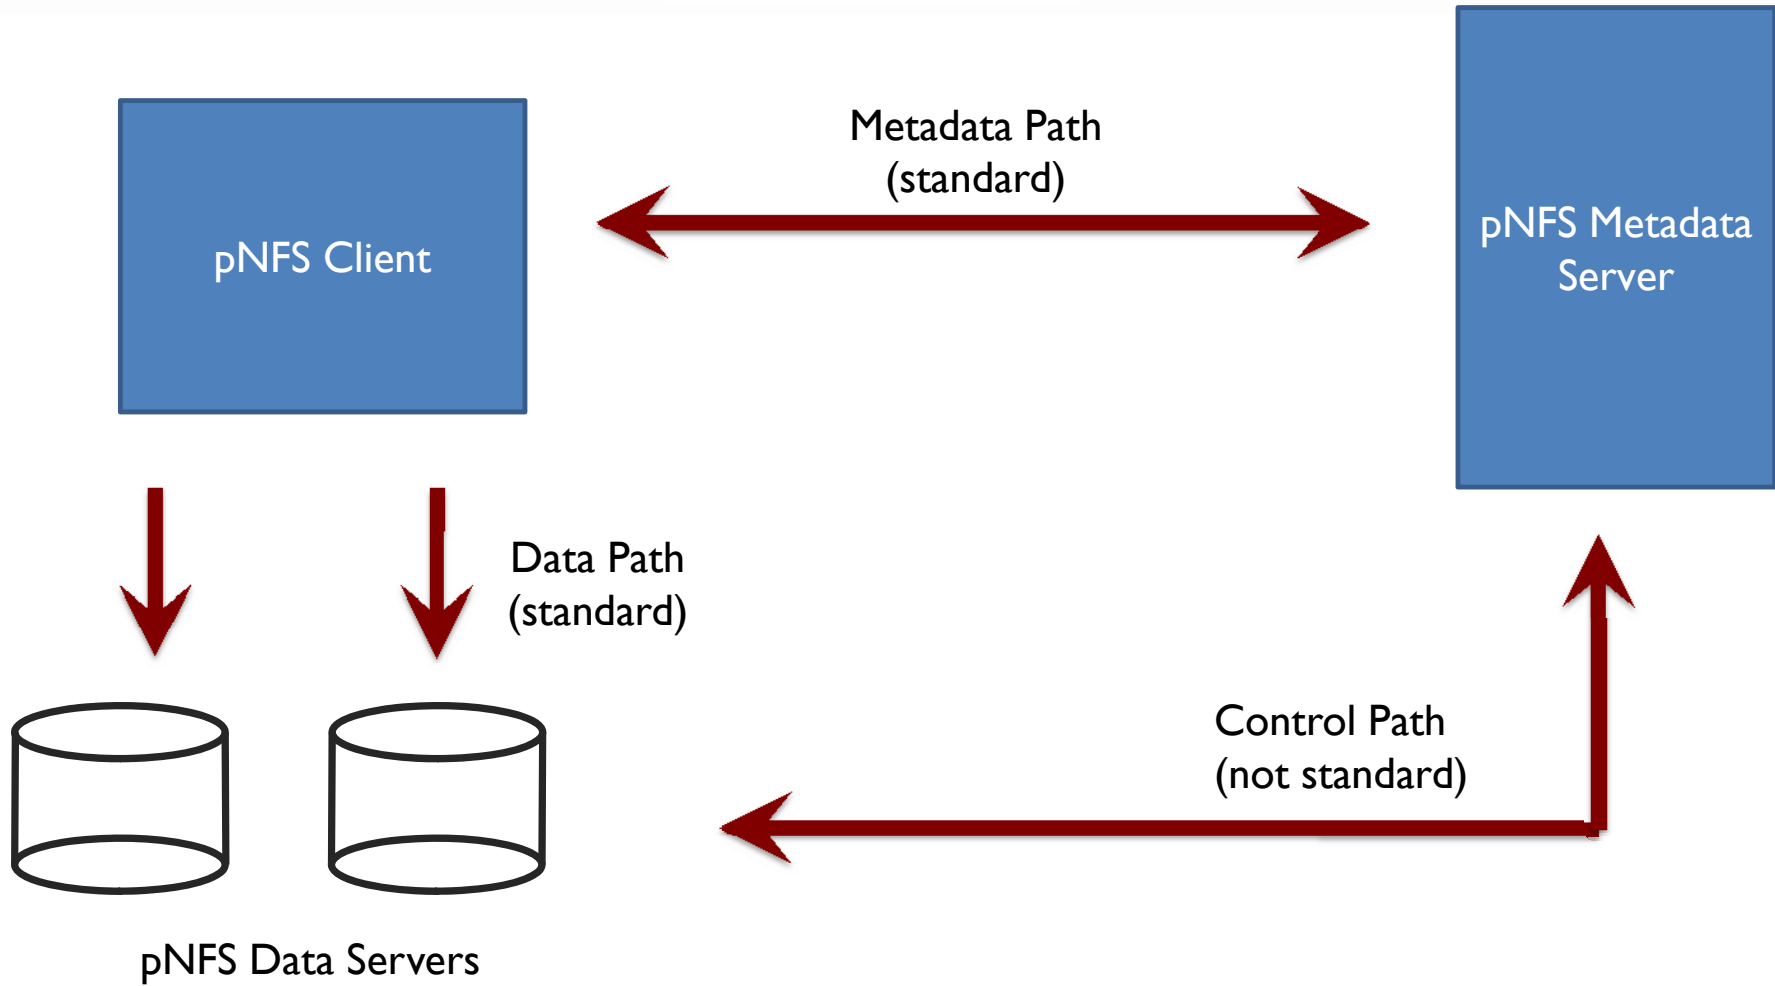 Metadata Path
(standard)
pNFS Client
pNFS Metadata
Server
Data Path
(standard)
Control Path
(not standard)
pNFS Data Servers